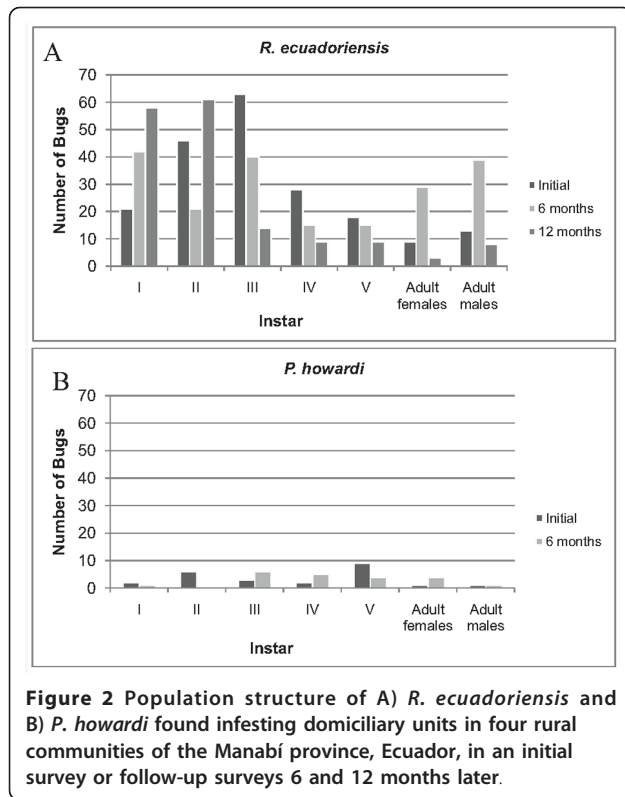 A
R. ecuadoriensis
Number of Bugs
70
60
50
40
30
20
10
0
I II III IV V Adult females Adult males
Instar
Initial
6 months
12 months
B
P. howardi
Number of Bugs
70
60
50
40
30
20
10
0
I II III IV V Adult females Adult males
Instar
Initial
6 months
Figure 2 Population structure of A) R. ecuadoriensis and
B) P. howardi found infesting domiciliary units in four rural
communities of the Manabí province, Ecuador, in an initial
survey or follow-up surveys 6 and 12 months later.